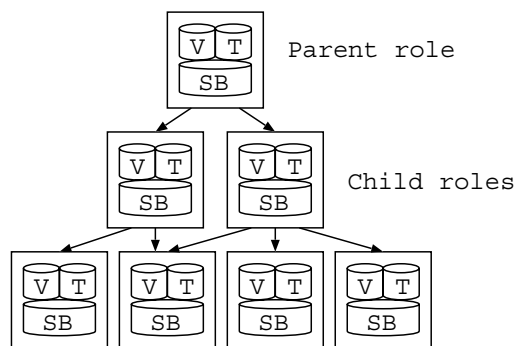 V T Parent role
SB
V T V T
SB SB Child roles
V T V T V T V T
SB SB SB SB